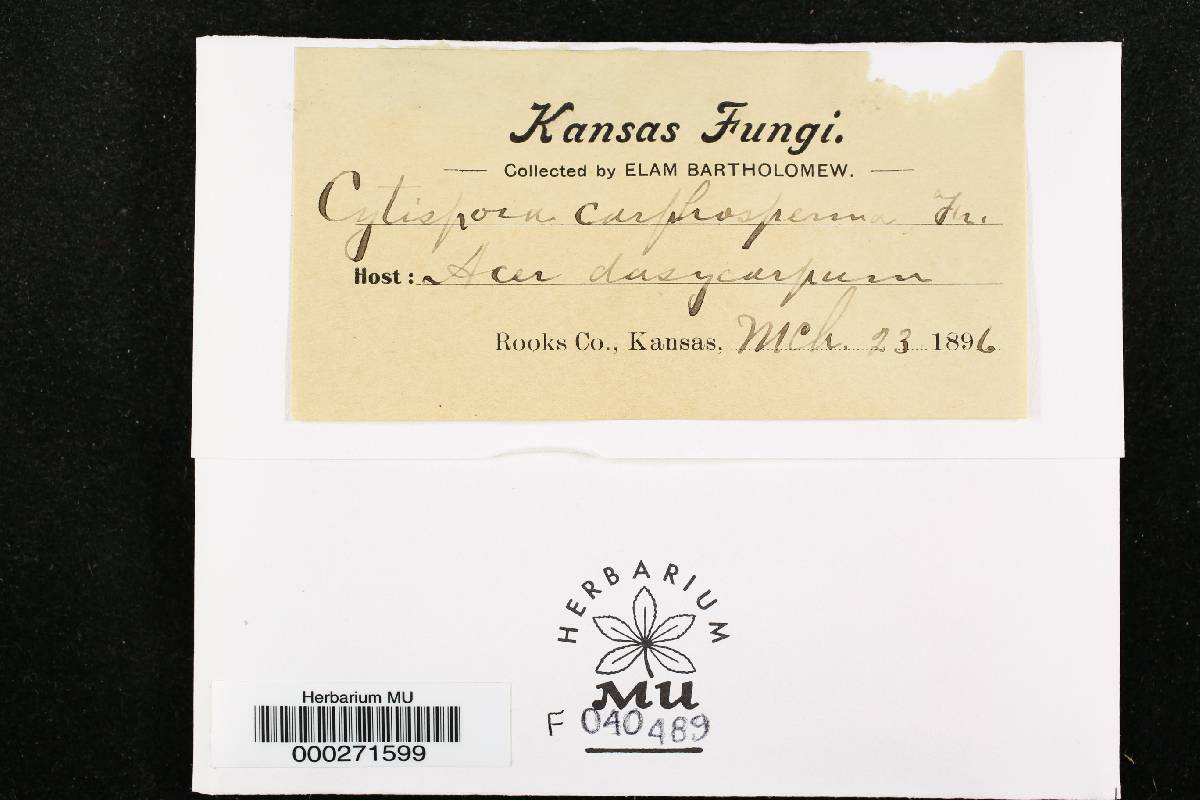 Kansas Fungi.
Collected by ELAM BARTHOLOMEW.
Cytispora carphosperma Fr.
Host: Acer dasycarpum
Rooks Co., Kansas, Mch. 23 1896
HERBARIUM
MU
F 040489
Herbarium MU
000271599